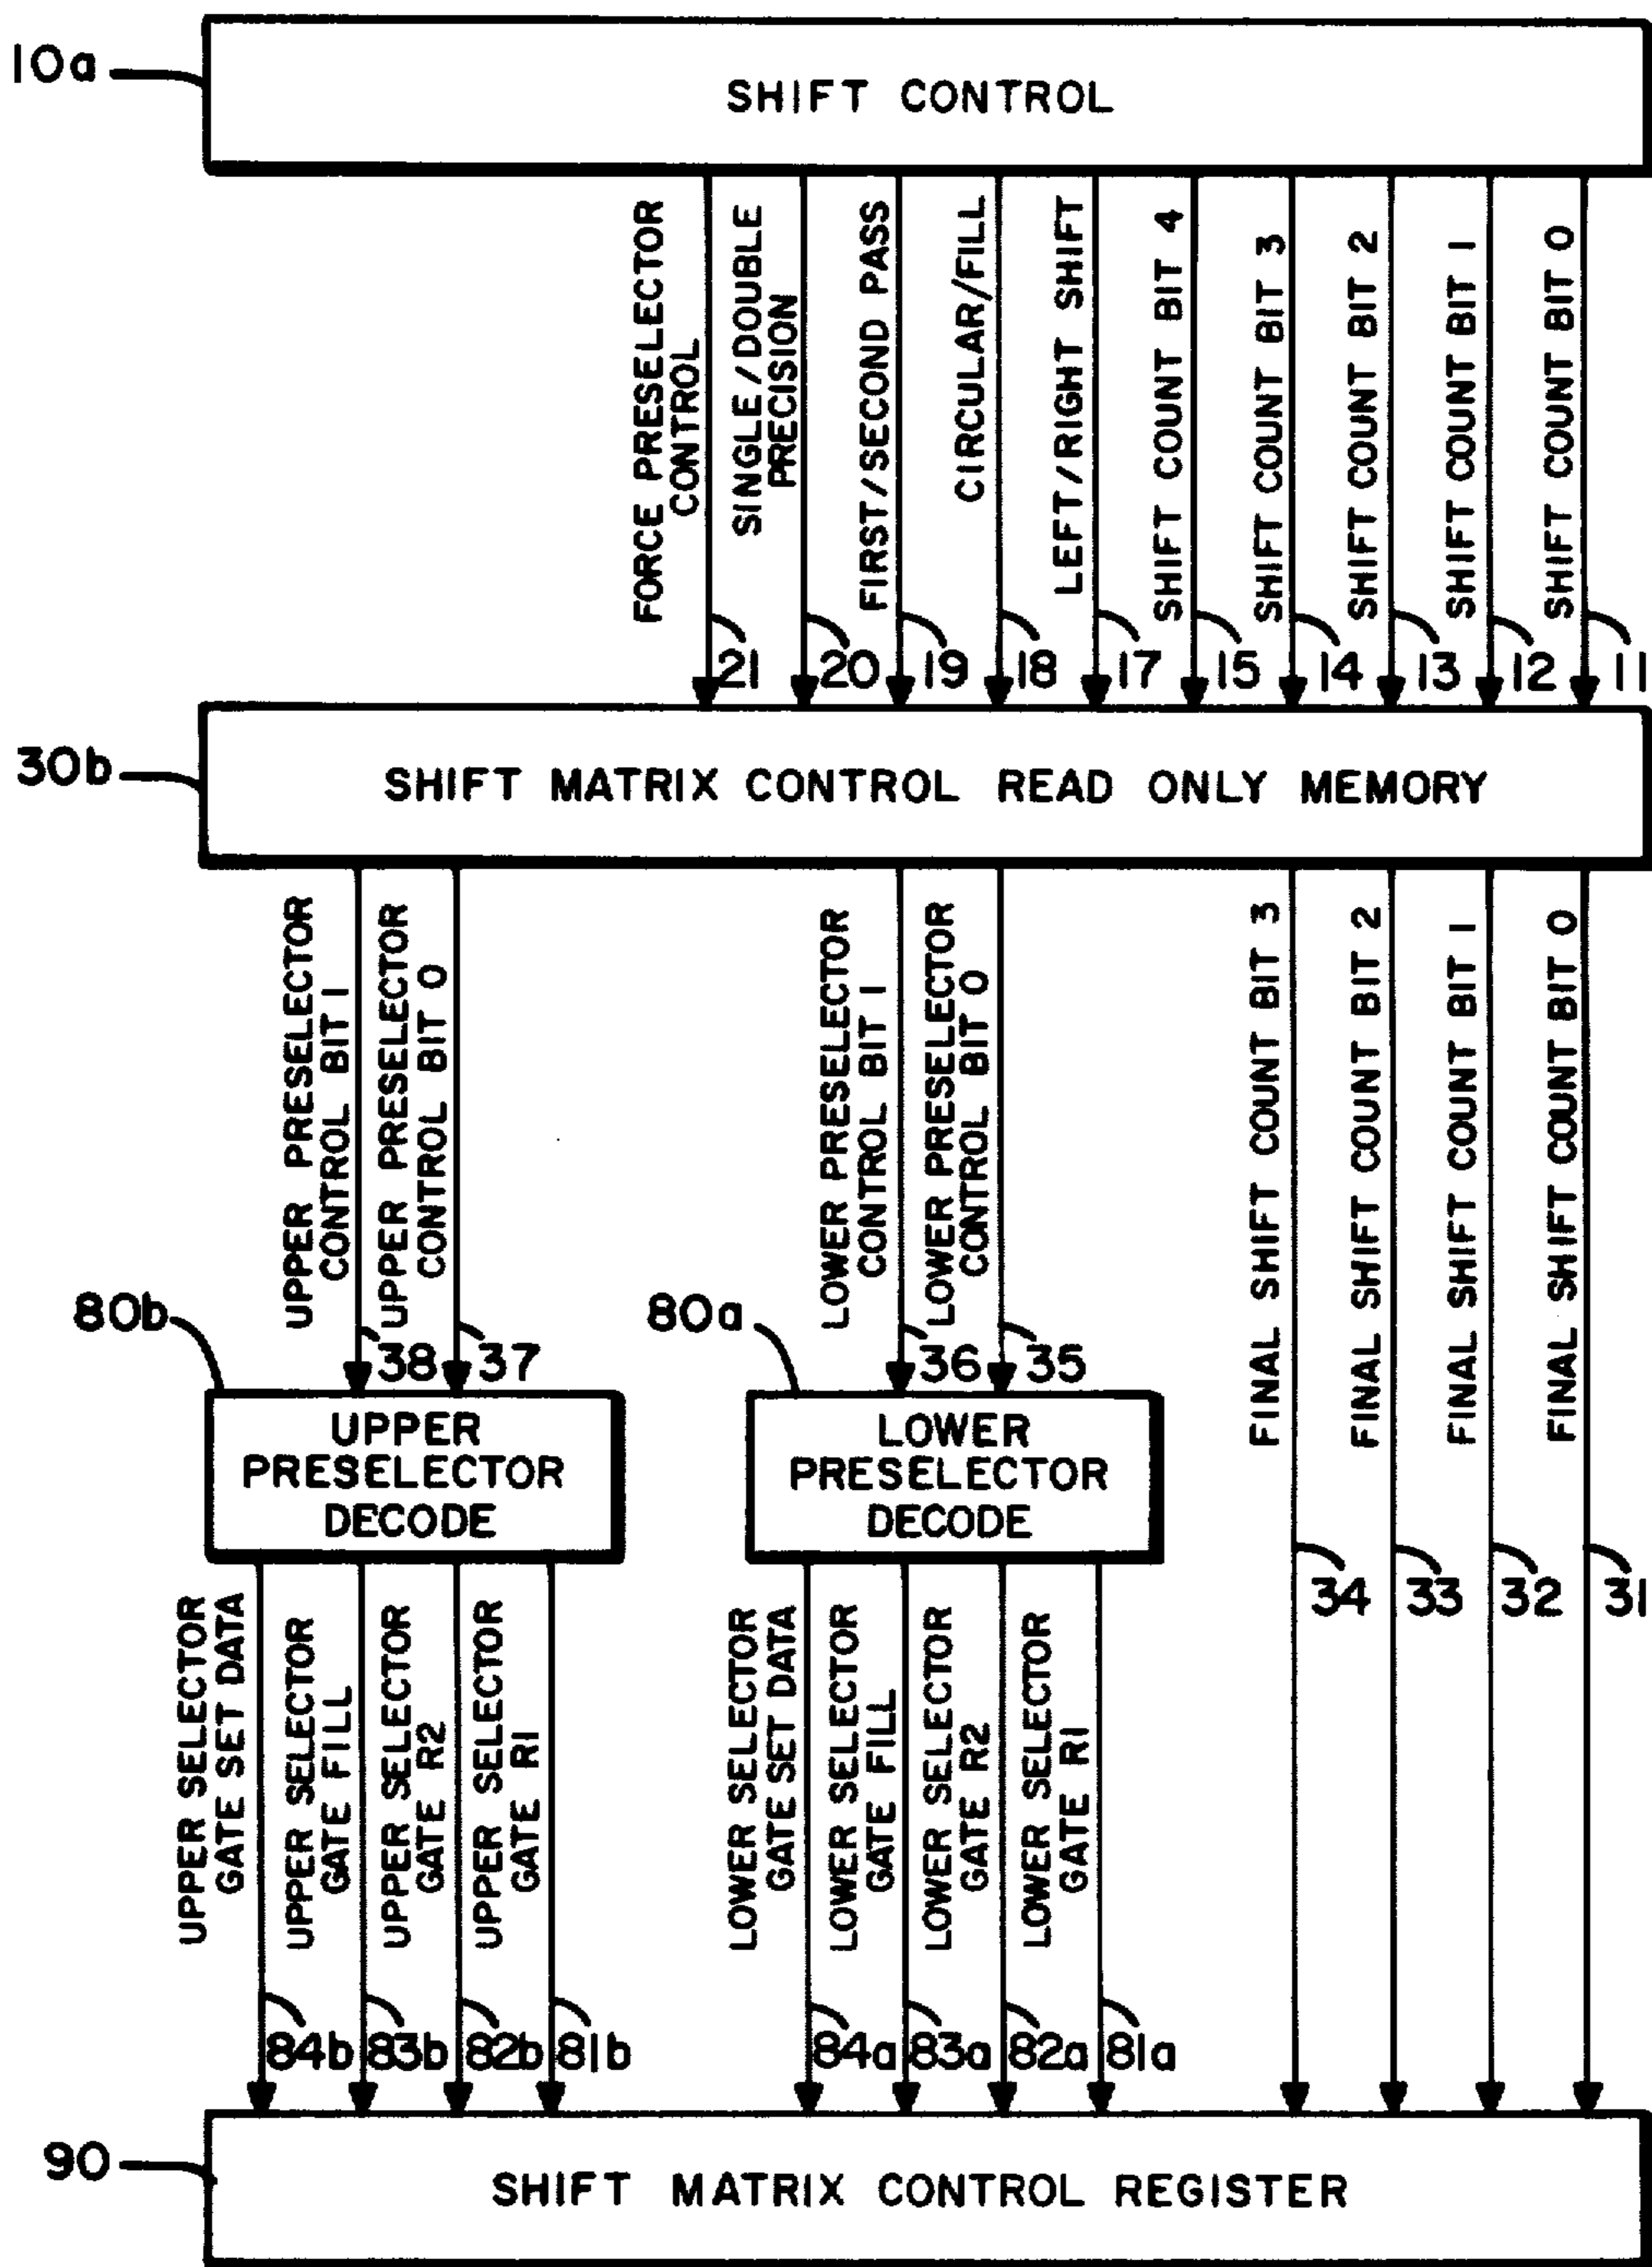 10a
SHIFT CONTROL
FORCE PRESELECTOR
CONTROL
SINGLE/DOUBLE
PRECISION
FIRST/SECOND PASS
CIRCULAR/FILL
LEFT/RIGHT SHIFT
SHIFT COUNT BIT 4
SHIFT COUNT BIT 3
SHIFT COUNT BIT 2
SHIFT COUNT BIT 1
SHIFT COUNT BIT 0
21 20 19 18 17 15 14 13 12 11
30b
SHIFT MATRIX CONTROL READ ONLY MEMORY
UPPER PRESELECTOR
CONTROL BIT 1
UPPER PRESELECTOR
CONTROL BIT 0
LOWER PRESELECTOR
CONTROL BIT 1
LOWER PRESELECTOR
CONTROL BIT 0
FINAL SHIFT COUNT BIT 3
FINAL SHIFT COUNT BIT 2
FINAL SHIFT COUNT BIT 1
FINAL SHIFT COUNT BIT 0
80b
38 37
80a
36 35
UPPER
PRESELECTOR
DECODE
LOWER
PRESELECTOR
DECODE
34 33 32 31
UPPER SELECTOR
GATE SET DATA
UPPER SELECTOR
GATE FILL
UPPER SELECTOR
GATE R2
UPPER SELECTOR
GATE R1
LOWER SELECTOR
GATE SET DATA
LOWER SELECTOR
GATE FILL
LOWER SELECTOR
GATE R2
LOWER SELECTOR
GATE R1
84b 83b 82b 81b
84a 83a 82a 81a
90
SHIFT MATRIX CONTROL REGISTER